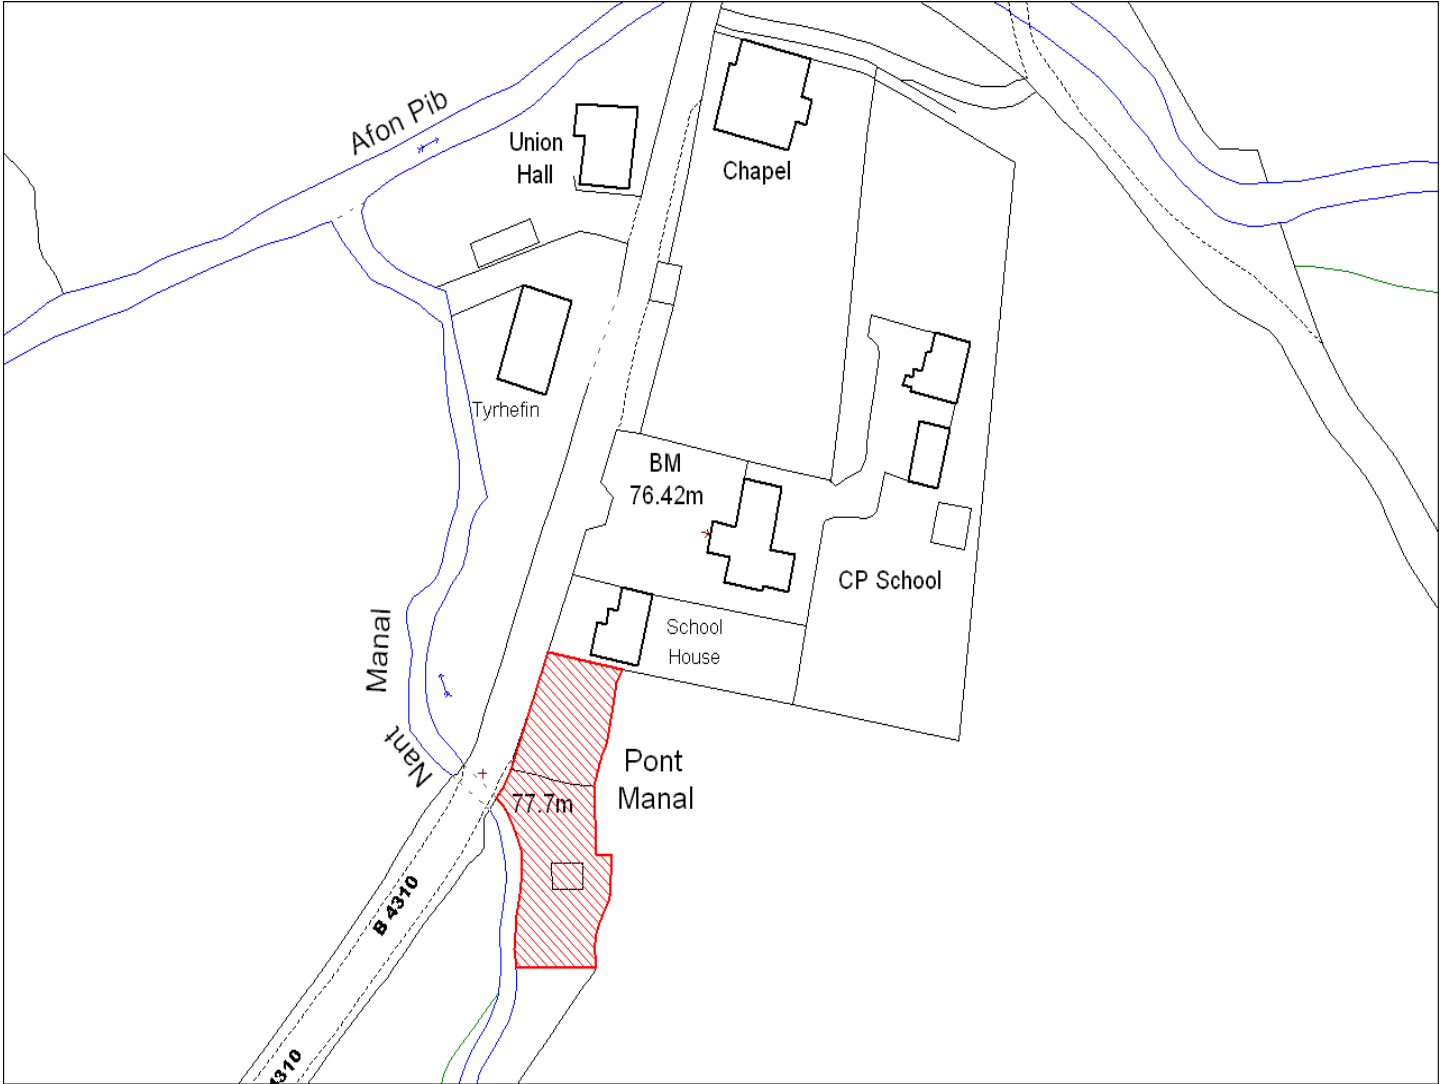 Afon Pib
Union
Hall
Chapel
Tyrhefin
BM
76.42m
CP School
School
House
Nant Manal
Pont
Manal
77.7m
B 4310
4310